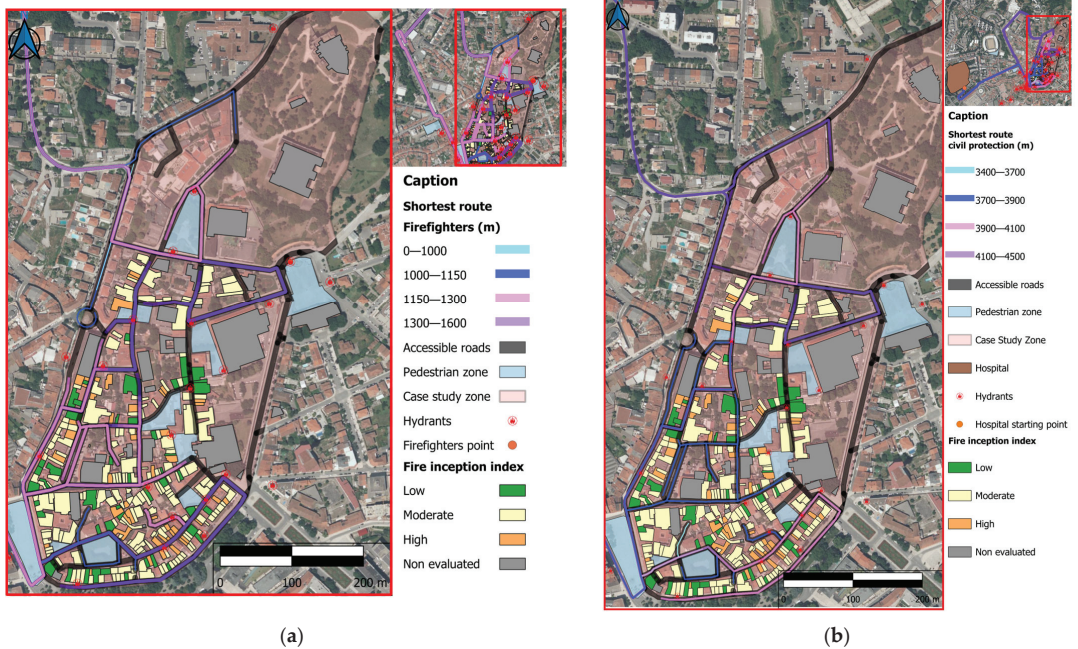 Caption
Shortest route
Firefighters (m)
0—1000
1000—1150
1150—1300
1300—1600
Accessible roads
Pedestrian zone
Case study zone
Hydrants
Firefighters point
Fire inception index
Low
Moderate
High
Non evaluated
0
100
200 m
(a)
Caption
Shortest route
civil protection (m)
3400—3700
3700—3900
3900—4100
4100—4500
Accessible roads
Pedestrian zone
Case Study Zone
Hospital
Hydrants
Hospital starting point
Fire inception index
Low
Moderate
High
Non evaluated
0
100
200 m
(b)